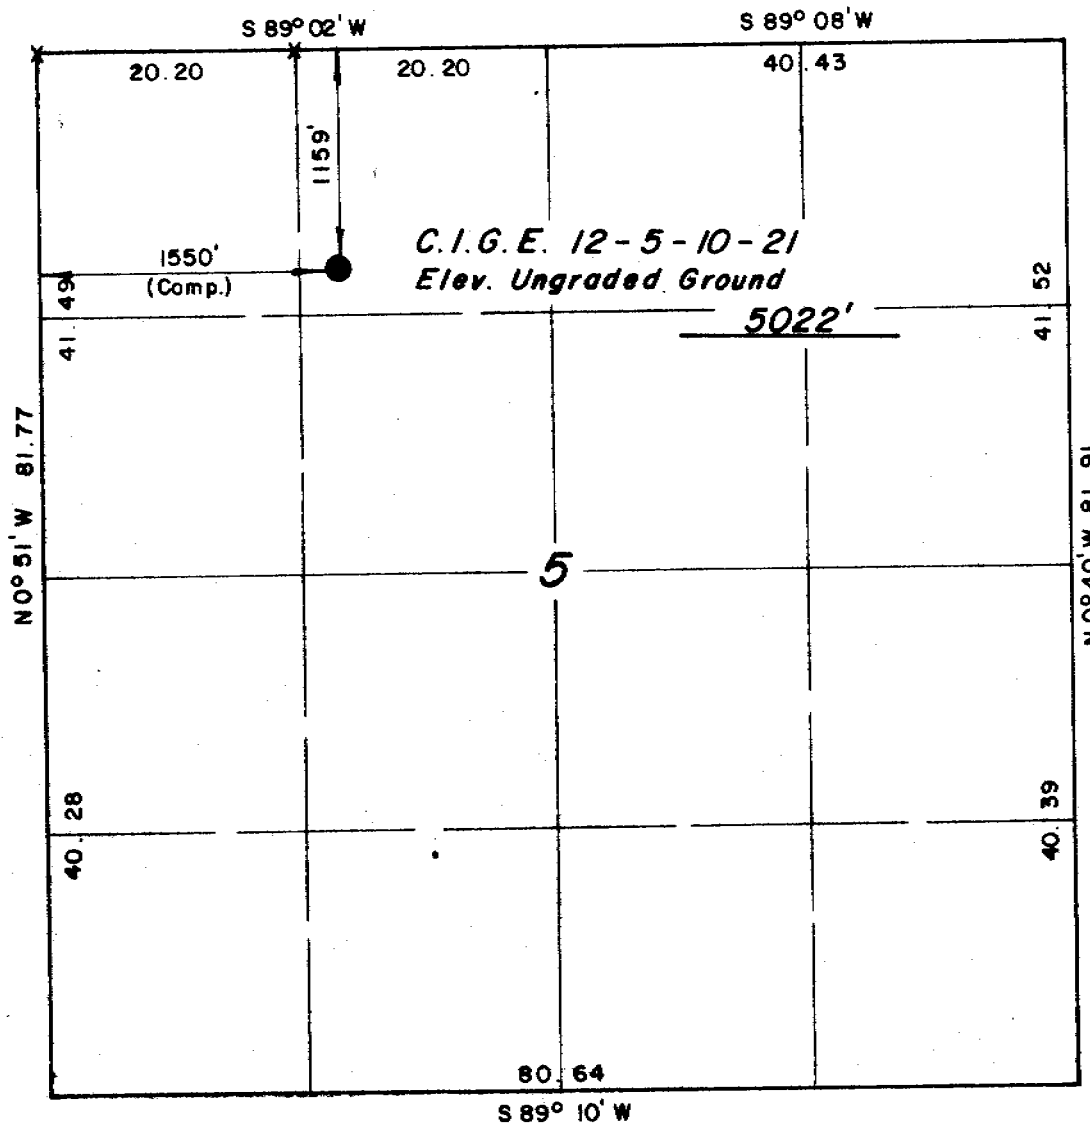 S 89° 02' W
S 89° 08' W
20.20
20.20
40.43
1159'
C.I.G.E. 12-5-10-21
1550'
(Comp.)
Elev. Ungraded Ground
5022'
41.49
41.52
N 0° 51' W 81.77
5
40.28
40.39
80.64
S 89° 10' W